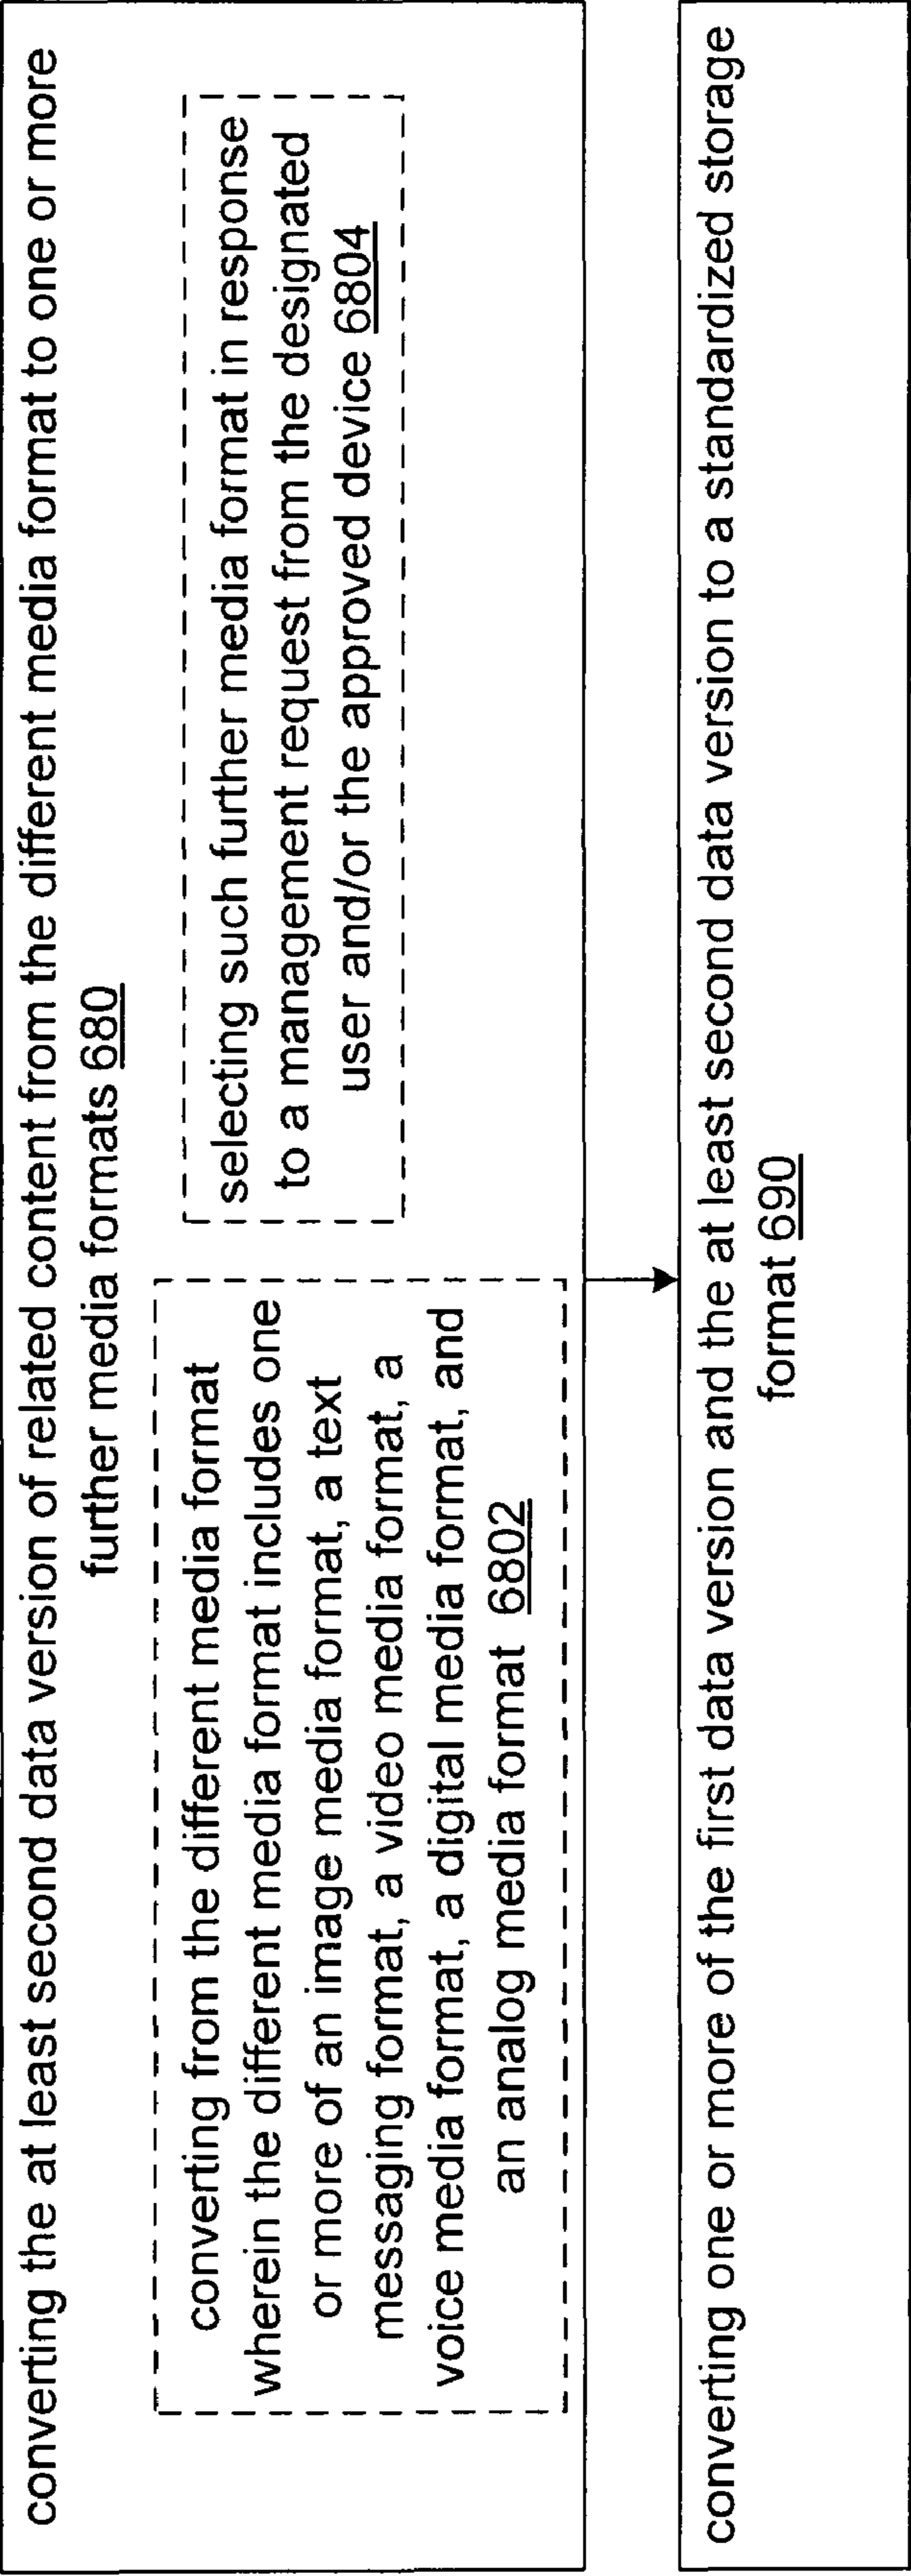 converting the at least second data version of related content from the different media format to one or more
further media formats 680
converting from the different media format
wherein the different media format includes one
or more of an image media format, a text
messaging format, a video media format, a
voice media format, a digital media format, and
an analog media format 6802
selecting such further media format in response
to a management request from the designated
user and/or the approved device 6804
converting one or more of the first data version and the at least second data version to a standardized storage
format 690